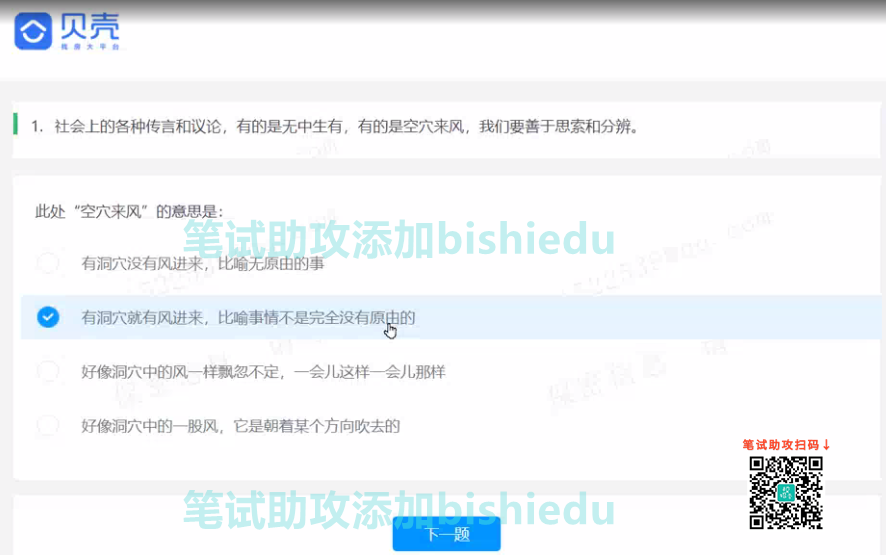 贝壳
找房大平台
1. 社会上的各种传言和议论，有的是无中生有，有的是空穴来风，我们要善于思索和分辨。
此处“空穴来风”的意思是：
笔试助攻添加bishiedu
有洞穴没有风进来，比喻无原由的事
有洞穴就有风进来，比喻事情不是完全没有原由的
好像洞穴中的风一样飘忽不定，一会儿这样一会儿那样
好像洞穴中的一股风，它是朝着某个方向吹去的
笔试助攻扫码↓
笔试助攻添加bishiedu
下一题